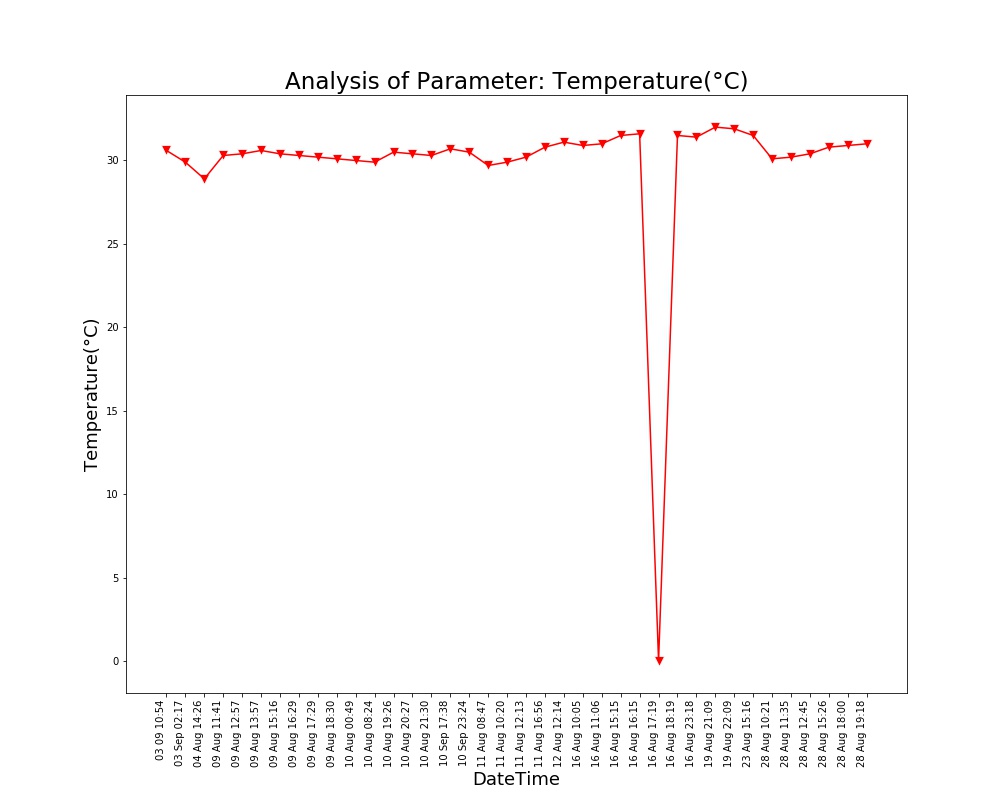 Analysis of Parameter: Temperature(°C)
Temperature(°C)
30
25
20
15
10
5
0
03 09 10:54
03 Sep 02:17
04 Aug 14:26
09 Aug 11:41
09 Aug 12:57
09 Aug 13:57
09 Aug 15:16
09 Aug 16:29
09 Aug 17:29
09 Aug 18:30
10 Aug 00:49
10 Aug 08:24
10 Aug 19:26
10 Aug 20:27
10 Aug 21:30
10 Sep 17:38
10 Sep 23:24
11 Aug 08:47
11 Aug 10:20
11 Aug 12:13
11 Aug 16:56
12 Aug 12:14
16 Aug 10:05
16 Aug 11:06
16 Aug 15:15
16 Aug 16:15
16 Aug 17:19
16 Aug 18:19
16 Aug 23:18
19 Aug 21:09
19 Aug 22:09
23 Aug 15:16
28 Aug 10:21
28 Aug 11:35
28 Aug 12:45
28 Aug 15:26
28 Aug 18:00
28 Aug 19:18
DateTime